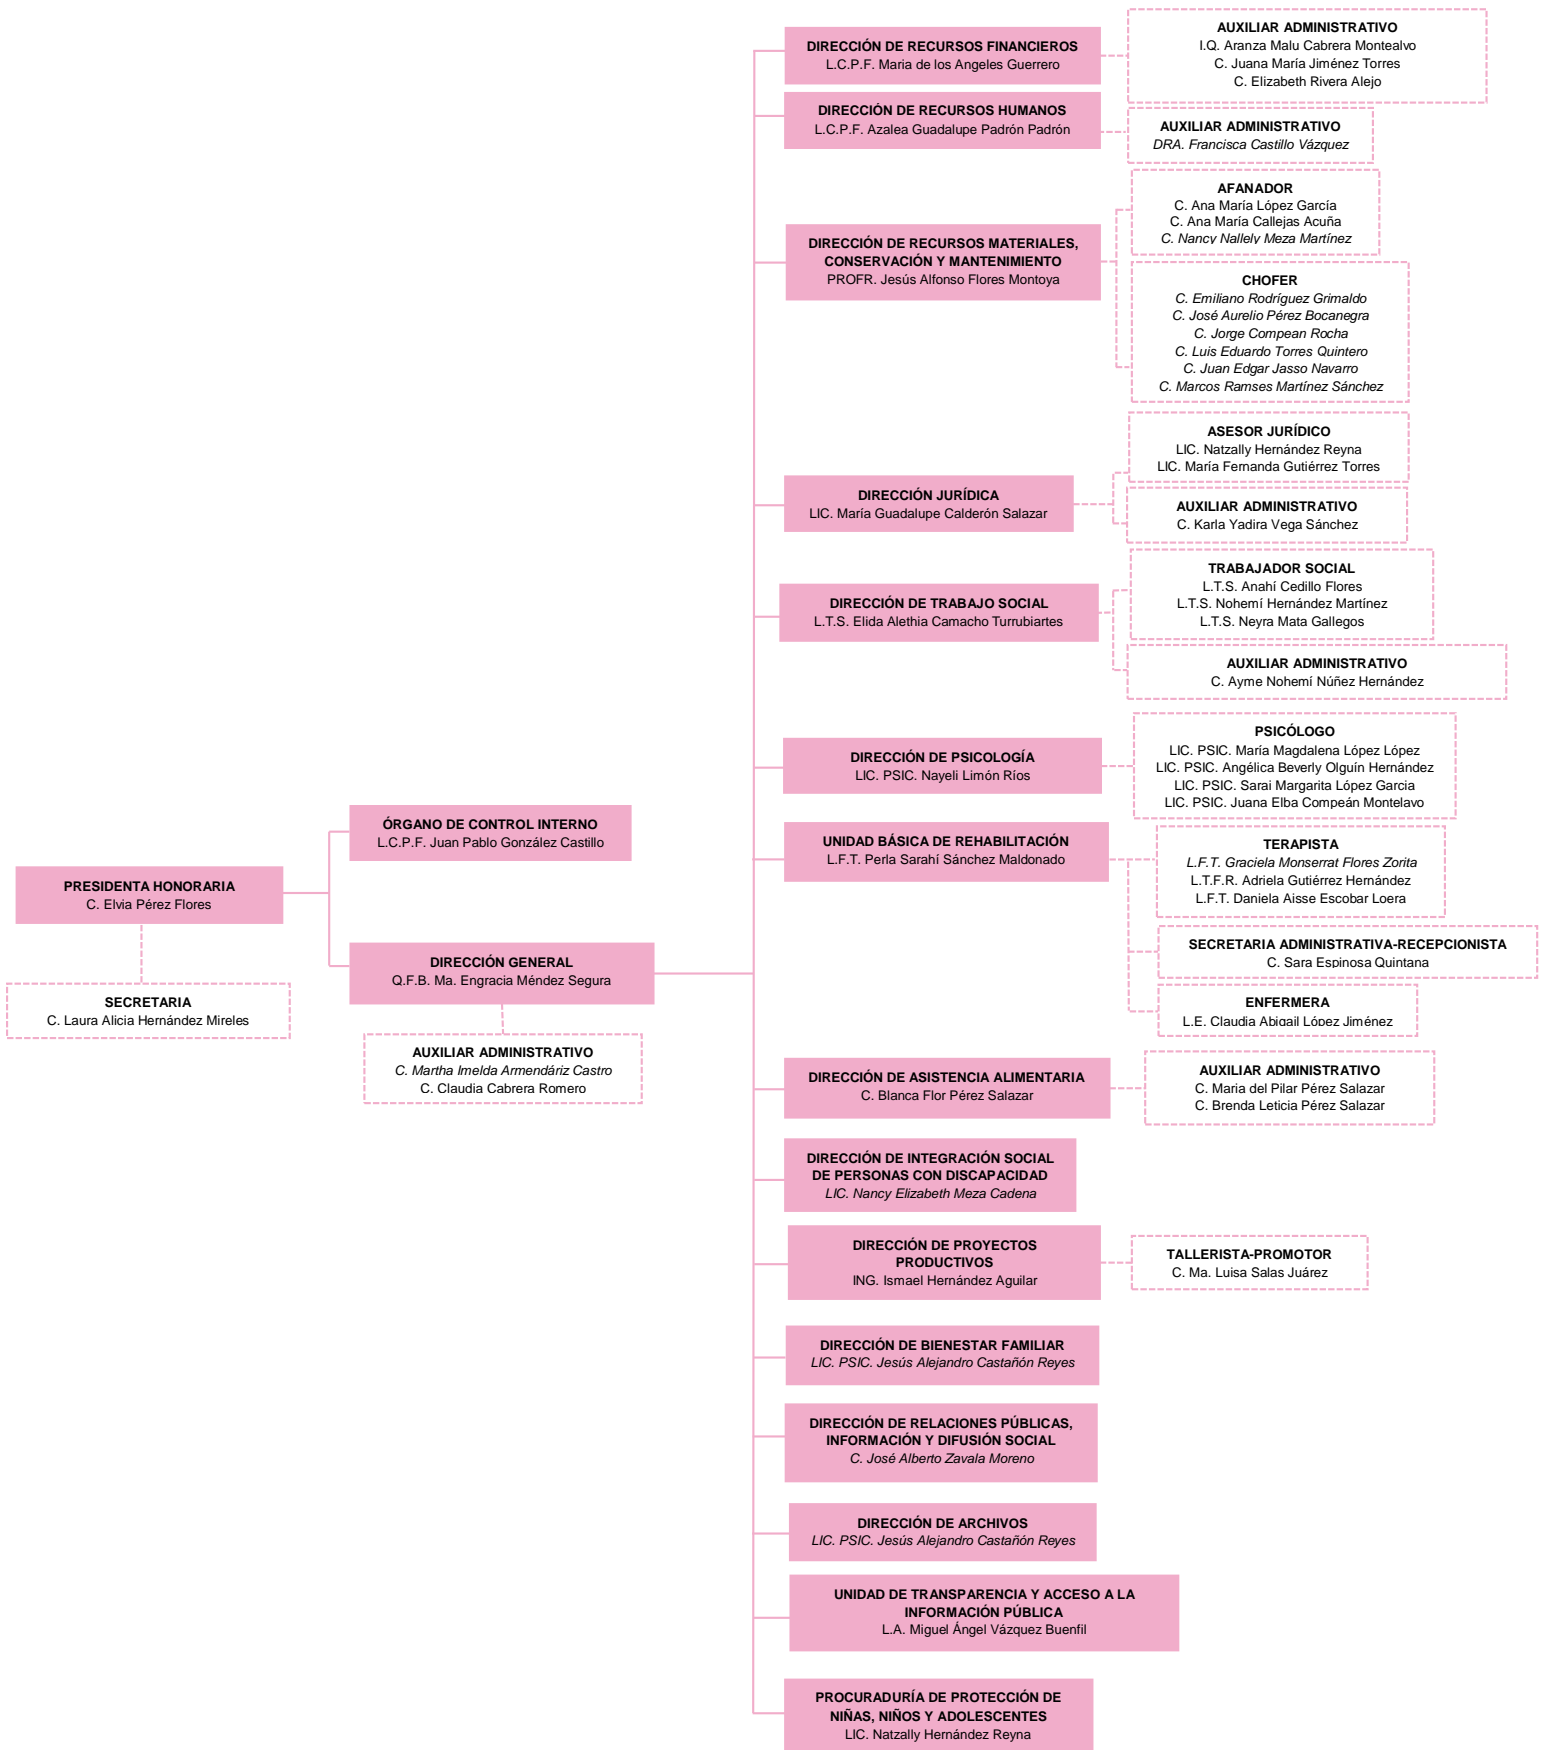 PRESIDENTA HONORARIA
C. Elvia Pérez Flores
SECRETARIA
C. Laura Alicia Hernández Mireles
ÓRGANO DE CONTROL INTERNO
L.C.P.F. Juan Pablo González Castillo
DIRECCIÓN GENERAL
Q.F.B. Ma. Engracia Méndez Segura
AUXILIAR ADMINISTRATIVO
C. Martha Imelda Armendáriz Castro
C. Claudia Cabrera Romero
DIRECCIÓN DE RECURSOS FINANCIEROS
L.C.P.F. Maria de los Angeles Guerrero
AUXILIAR ADMINISTRATIVO
I.Q. Aranza Malu Cabrera Montealvo
C. Juana María Jiménez Torres
C. Elizabeth Rivera Alejo
DIRECCIÓN DE RECURSOS HUMANOS
L.C.P.F. Azalea Guadalupe Padrón Padrón
AUXILIAR ADMINISTRATIVO
DRA. Francisca Castillo Vázquez
DIRECCIÓN DE RECURSOS MATERIALES,
CONSERVACIÓN Y MANTENIMIENTO
PROFR. Jesús Alfonso Flores Montoya
AFANADOR
C. Ana María López García
C. Ana María Callejas Acuña
C. Nancy Nallely Meza Martínez
CHOFER
C. Emiliano Rodríguez Grimaldo
C. José Aurelio Pérez Bocanegra
C. Jorge Compean Rocha
C. Luis Eduardo Torres Quintero
C. Juan Edgar Jasso Navarro
C. Marcos Ramses Martínez Sánchez
DIRECCIÓN JURÍDICA
LIC. María Guadalupe Calderón Salazar
ASESOR JURÍDICO
LIC. Natzally Hernández Reyna
LIC. María Fernanda Gutiérrez Torres
AUXILIAR ADMINISTRATIVO
C. Karla Yadira Vega Sánchez
DIRECCIÓN DE TRABAJO SOCIAL
L.T.S. Elida Alethia Camacho Turrubiartes
TRABAJADOR SOCIAL
L.T.S. Anahí Cedillo Flores
L.T.S. Nohemí Hernández Martínez
L.T.S. Neyra Mata Gallegos
AUXILIAR ADMINISTRATIVO
C. Ayme Nohemí Núñez Hernández
DIRECCIÓN DE PSICOLOGÍA
LIC. PSIC. Nayeli Limón Ríos
PSICÓLOGO
LIC. PSIC. María Magdalena López López
LIC. PSIC. Angélica Beverly Olguín Hernández
LIC. PSIC. Sarai Margarita López Garcia
LIC. PSIC. Juana Elba Compeán Montelavo
UNIDAD BÁSICA DE REHABILITACIÓN
L.F.T. Perla Sarahí Sánchez Maldonado
TERAPISTA
L.F.T. Graciela Monserrat Flores Zorita
L.T.F.R. Adriela Gutiérrez Hernández
L.F.T. Daniela Aisse Escobar Loera
SECRETARIA ADMINISTRATIVA-RECEPCIONISTA
C. Sara Espinosa Quintana
ENFERMERA
L.E. Claudia Abigail López Jiménez
DIRECCIÓN DE ASISTENCIA ALIMENTARIA
C. Blanca Flor Pérez Salazar
AUXILIAR ADMINISTRATIVO
C. Maria del Pilar Pérez Salazar
C. Brenda Leticia Pérez Salazar
DIRECCIÓN DE INTEGRACIÓN SOCIAL
DE PERSONAS CON DISCAPACIDAD
LIC. Nancy Elizabeth Meza Cadena
DIRECCIÓN DE PROYECTOS
PRODUCTIVOS
ING. Ismael Hernández Aguilar
TALLERISTA-PROMOTOR
C. Ma. Luisa Salas Juárez
DIRECCIÓN DE BIENESTAR FAMILIAR
LIC. PSIC. Jesús Alejandro Castañón Reyes
DIRECCIÓN DE RELACIONES PÚBLICAS,
INFORMACIÓN Y DIFUSIÓN SOCIAL
C. José Alberto Zavala Moreno
DIRECCIÓN DE ARCHIVOS
LIC. PSIC. Jesús Alejandro Castañón Reyes
UNIDAD DE TRANSPARENCIA Y ACCESO A LA
INFORMACIÓN PÚBLICA
L.A. Miguel Ángel Vázquez Buenfil
PROCURADURÍA DE PROTECCIÓN DE
NIÑAS, NIÑOS Y ADOLESCENTES
LIC. Natzally Hernández Reyna